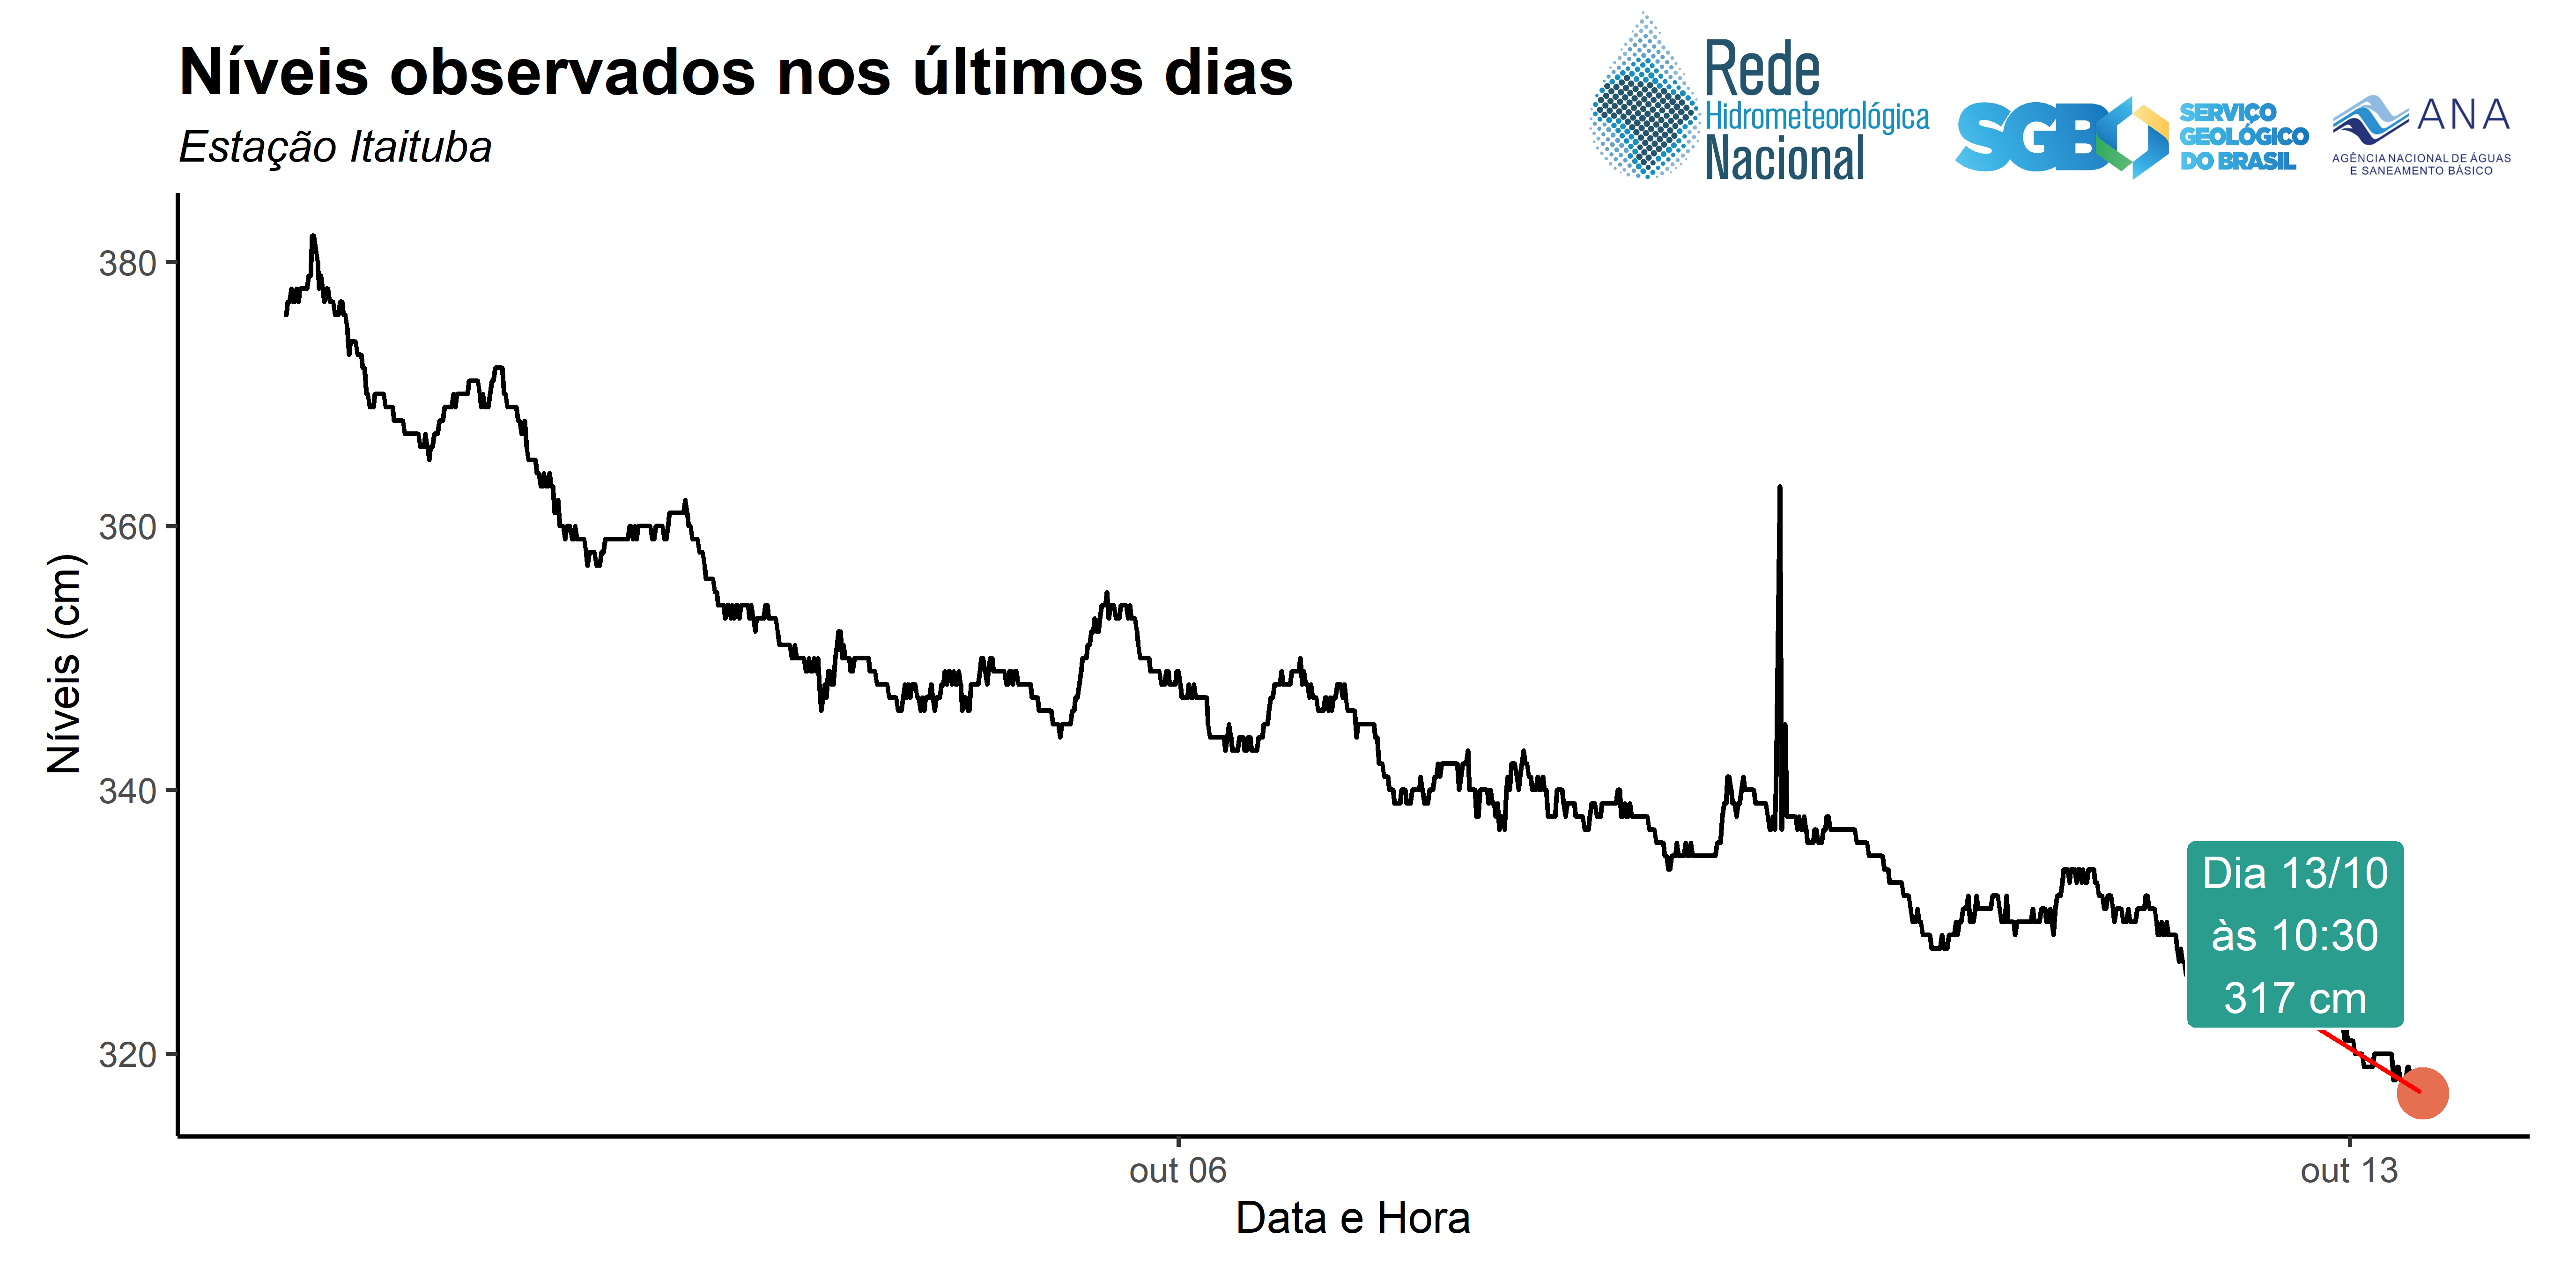 Níveis observados nos últimos dias
Estação Itaituba
Rede
Hidrometeorológica
Nacional
SGB
SERVIÇO
GEOLÓGICO
DO BRASIL
ANA
AGÊNCIA NACIONAL DE ÁGUAS
E SANEAMENTO BÁSICO
Níveis (cm)
380
360
340
320
Dia 13/10
às 10:30
317 cm
out 06
out 13
Data e Hora